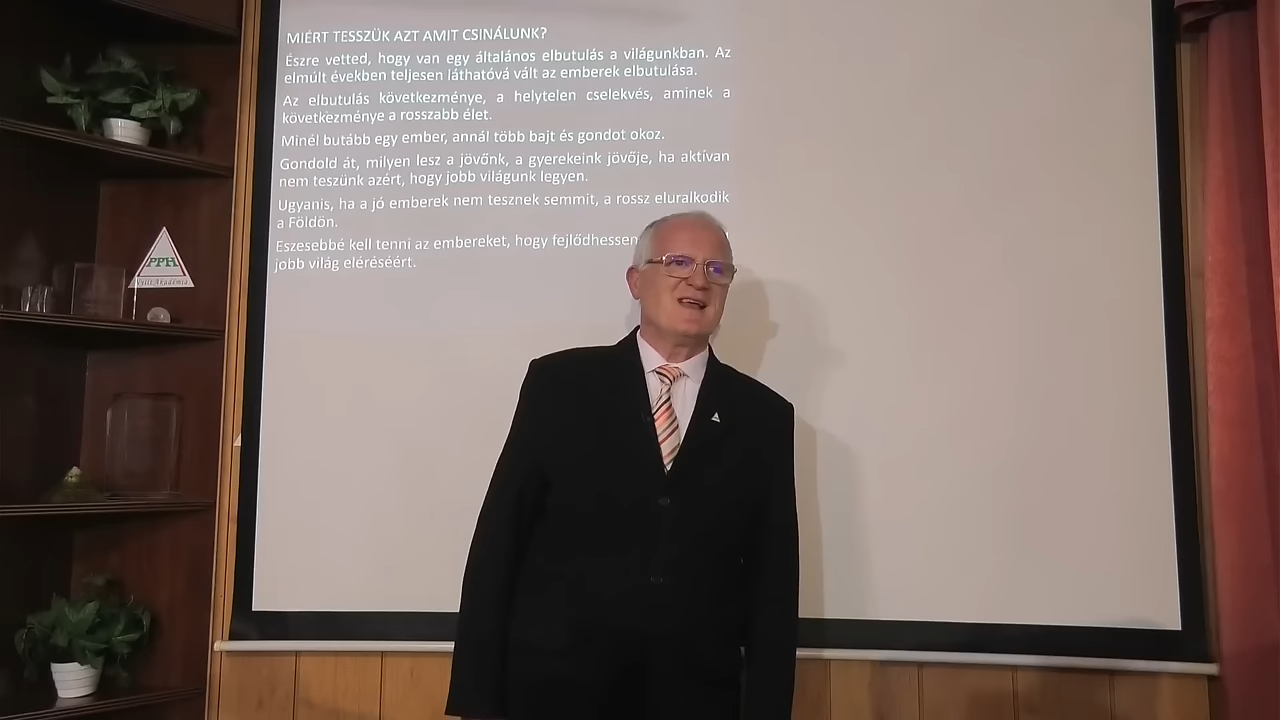 MIÉRT TESSZÜK AZT AMIT CSINÁLUNK?
Észre vetted, hogy van egy általános elbutulás a világunkban. Az
elmúlt években teljesen láthatóvá vált az emberek elbutulása.
Az elbutulás következménye, a helytelen cselekvés, aminek a
következménye a rosszabb élet.
Minél butább egy ember, annál több bajt és gondot okoz.
Gondold át, milyen lesz a jövőnk, a gyerekeink jövője, ha aktívan
nem teszünk azért, hogy jobb világunk legyen.
Ugyanis, ha a jó emberek nem tesznek semmit, a rossz eluralkodik
a Földön.
Eszesebbé kell tenni az embereket, hogy fejlődhessen
jobb világ eléréséért.
PFH
Nyílt Akadémia